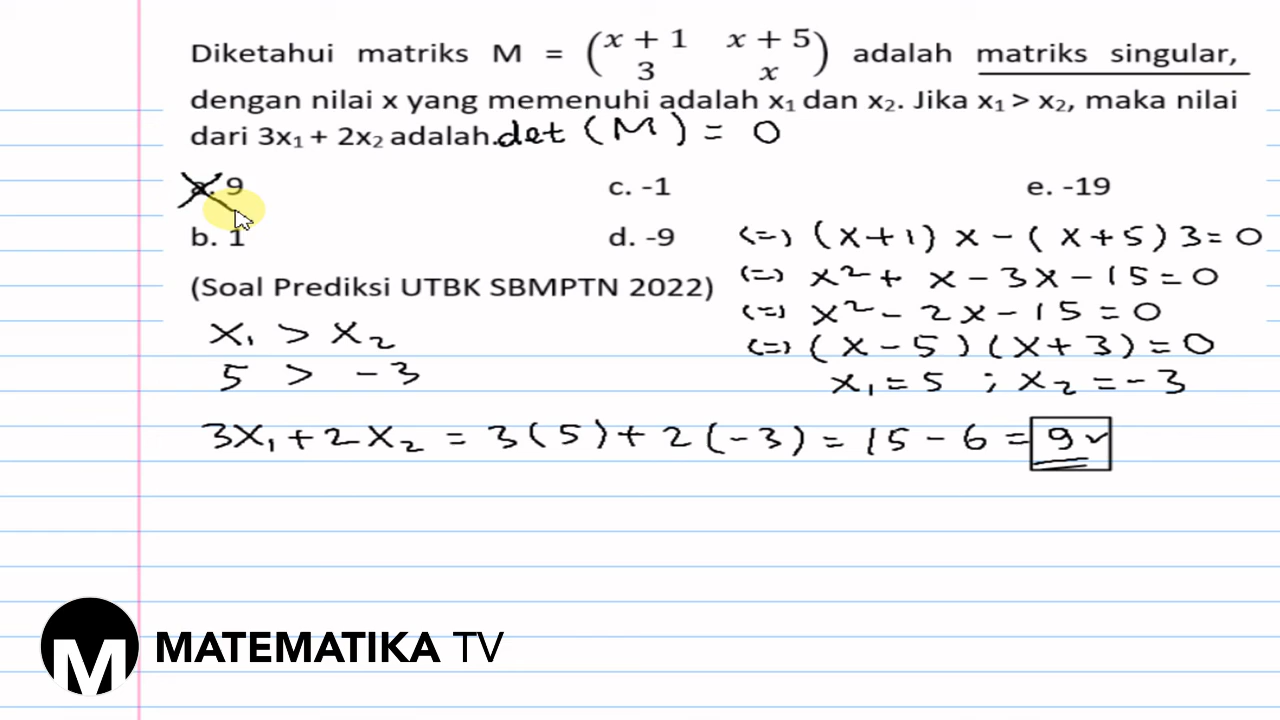 Diketahui matriks M = (x + 1 x + 5
3 x) adalah matriks singular,
dengan nilai x yang memenuhi adalah x₁ dan x₂. Jika x₁ > x₂, maka nilai
dari 3x₁ + 2x₂ adalah. det (M) = 0
a. 9 c. -1 e. -19
b. 1 d. -9
(=) (x+1) x - (x+5) 3 = 0
(Soal Prediksi UTBK SBMPTN 2022)
(=) x² + x - 3x - 15 = 0
(=) x² - 2x - 15 = 0
(=) (x - 5) (x + 3) = 0
x₁ = 5 ; x₂ = -3
x₁ > x₂
5 > -3
3x₁ + 2x₂ = 3(5) + 2(-3) = 15 - 6 = 9
M MATEMATIKA TV